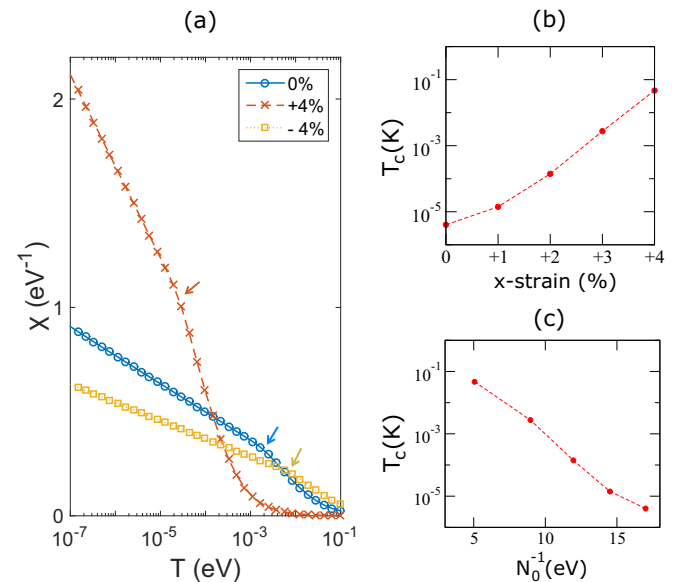 (a)
2
1
0
X (eV⁻¹)
10⁻⁷
10⁻⁵
10⁻³
10⁻¹
T (eV)
0%
+4%
- 4%
(b)
10⁻¹
10⁻³
10⁻⁵
T_c(K)
0
+1
+2
+3
+4
x-strain (%)
(c)
10⁻¹
10⁻³
10⁻⁵
T_c(K)
5
10
15
N₀⁻¹(eV)